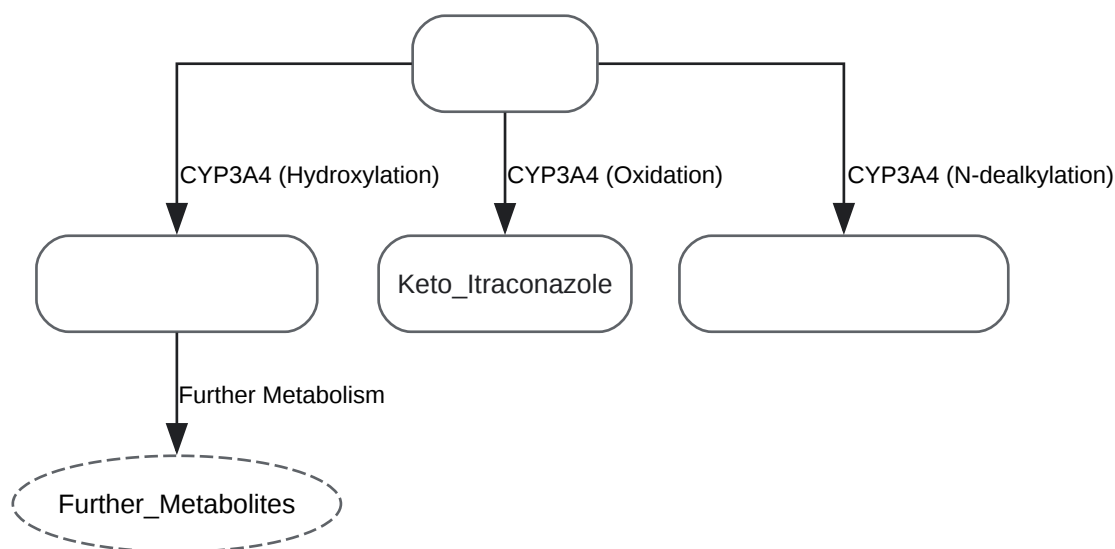 CYP3A4 (Hydroxylation)
CYP3A4 (Oxidation)
CYP3A4 (N-dealkylation)
Keto_Itraconazole
Further Metabolism
Further_Metabolites